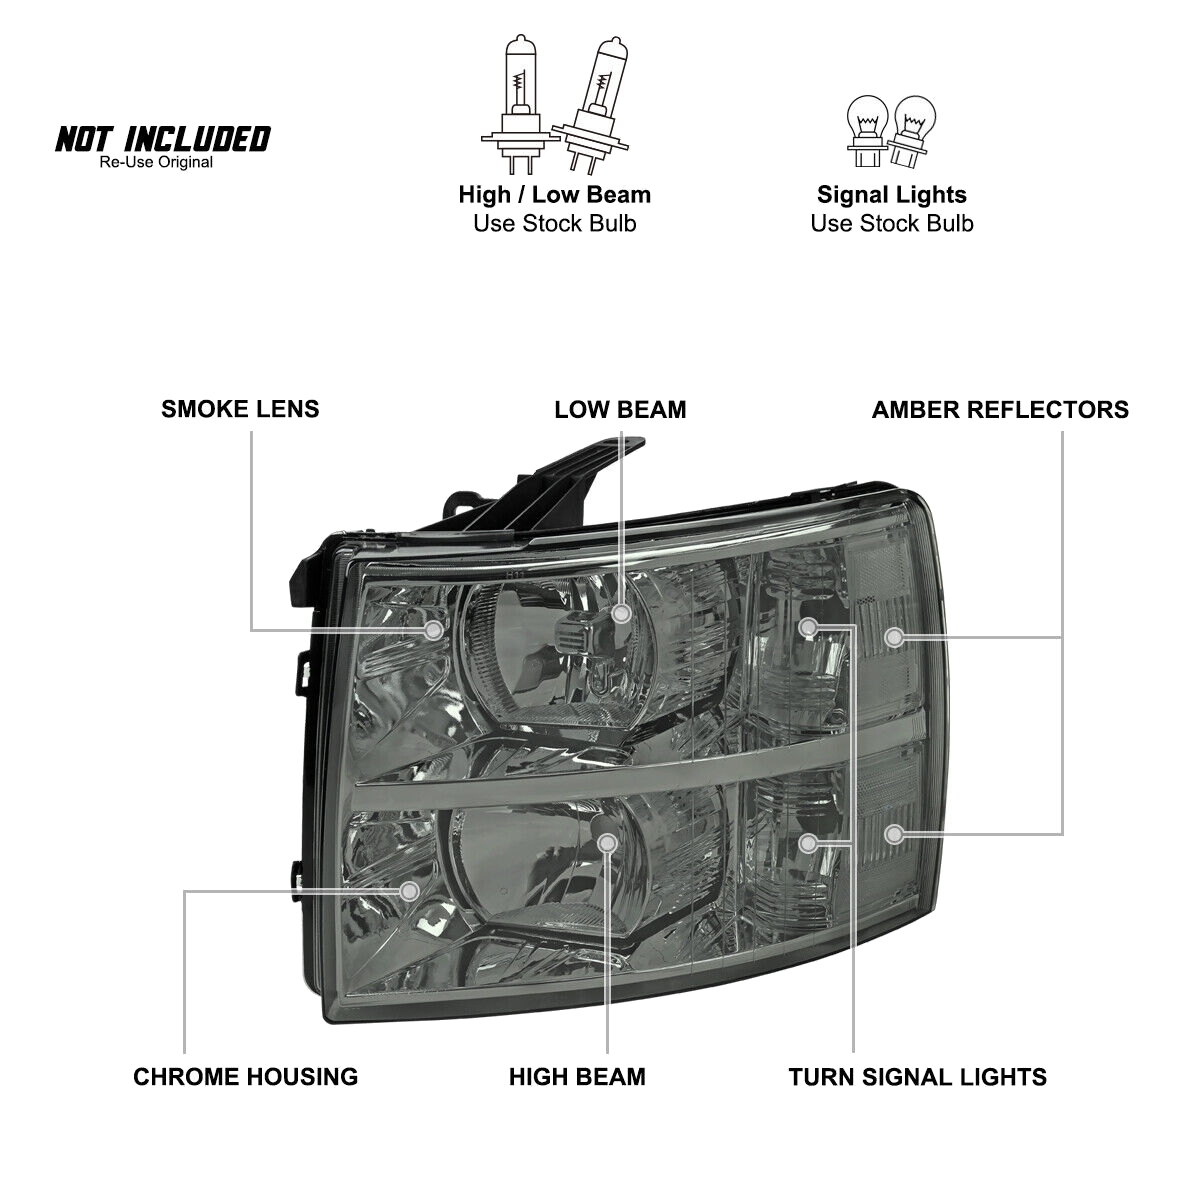 NOT INCLUDED
Re-Use Original
High / Low Beam
Use Stock Bulb
Signal Lights
Use Stock Bulb
SMOKE LENS
LOW BEAM
AMBER REFLECTORS
H11
CHROME HOUSING
HIGH BEAM
TURN SIGNAL LIGHTS